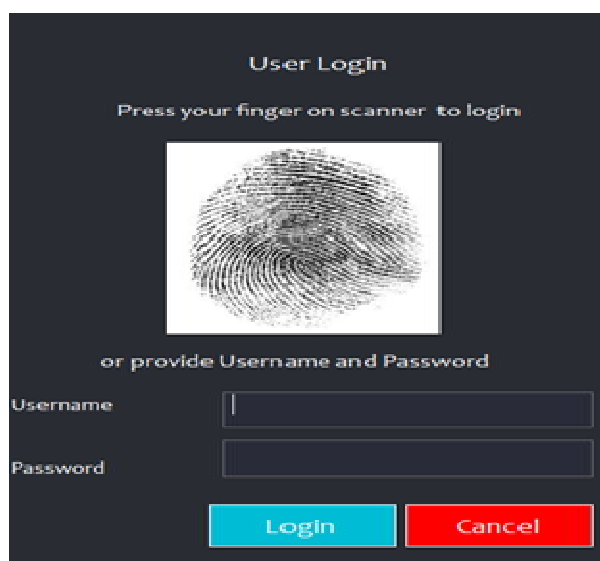 User Login
Press your finger on scanner to login
or provide Username and Password
Username
Password
Login Cancel